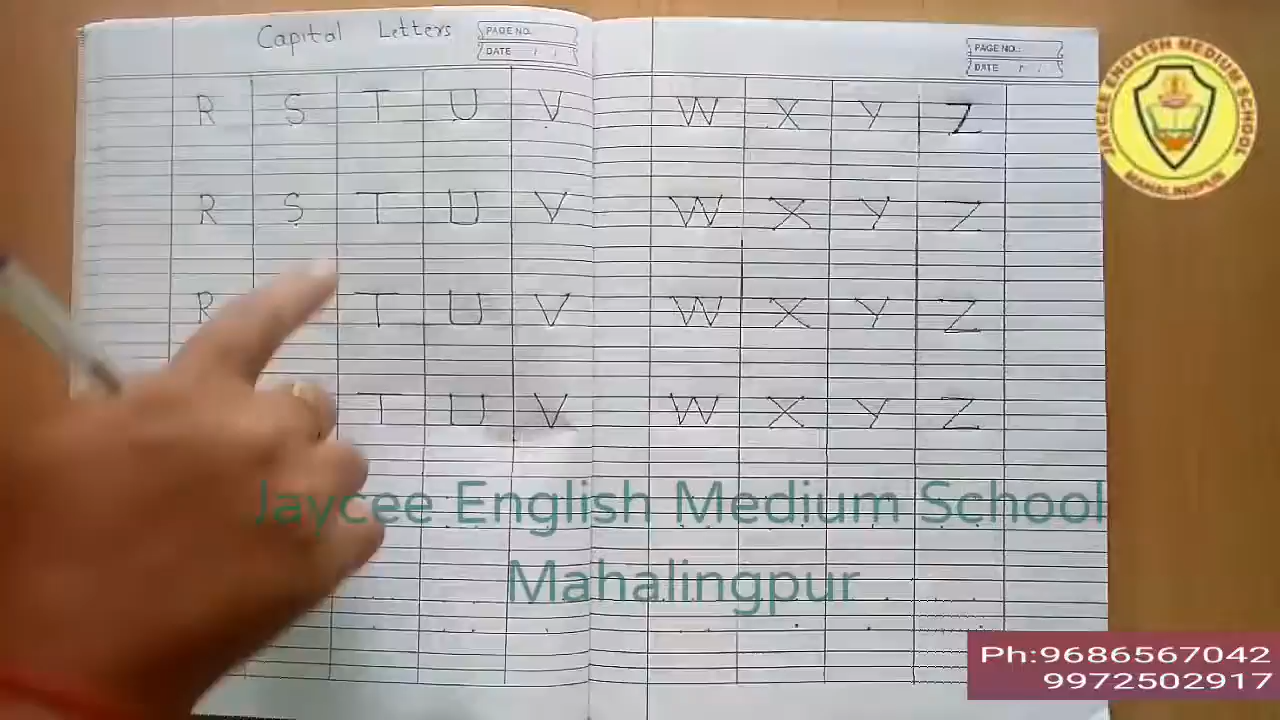 Capital Letters
PAGE NO.
DATE / /
PAGE NO.:
DATE / /
R S T U V W X Y Z
R S T U V W X Y Z
R T U V W X Y Z
T U V W X Y Z
JAYCEE ENGLISH MEDIUM SCHOOL
MAHALINGPUR
Jaycee English Medium School
Mahalingpur
Ph:9686567042
9972502917